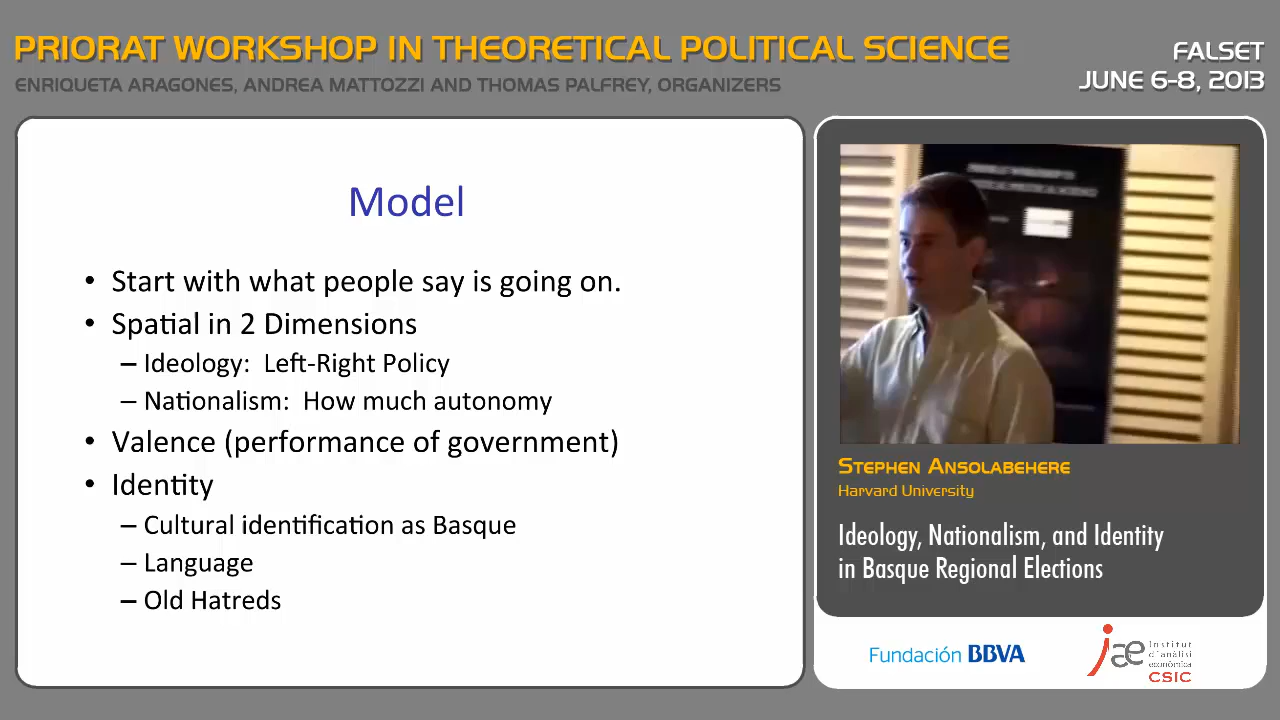 PRIORAT WORKSHOP IN THEORETICAL POLITICAL SCIENCE
ENRIQUETA ARAGONES, ANDREA MATTOZZI AND THOMAS PALFREY, ORGANIZERS
FALSET
JUNE 6-8, 2013
Model
• Start with what people say is going on.
• Spatial in 2 Dimensions
– Ideology: Left-Right Policy
– Nationalism: How much autonomy
• Valence (performance of government)
• Identity
– Cultural identification as Basque
– Language
– Old Hatreds
STEPHEN ANSOLABEHERE
Harvard University
Ideology, Nationalism, and Identity
in Basque Regional Elections
Fundación BBVA
iae
Institut
d'anàlisi
econòmica
CSIC